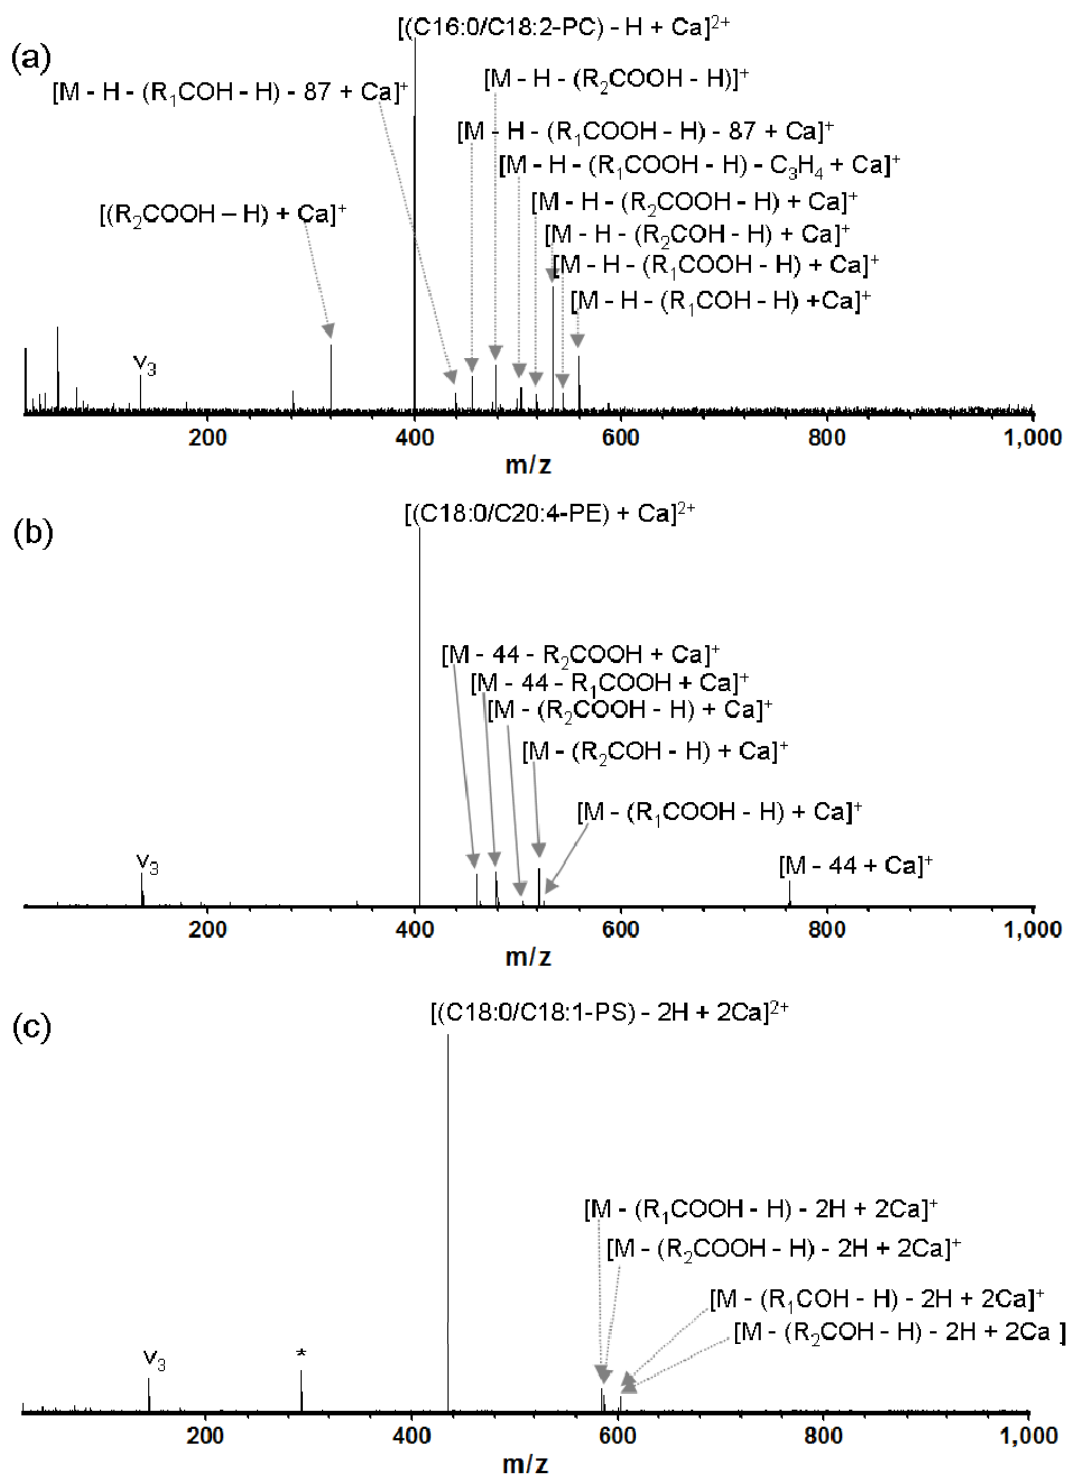 (a)
[(C16:0/C18:2-PC) - H + Ca]²⁺
[M - H - (R₂COOH - H)]⁺
[M - H - (R₁COH - H) - 87 + Ca]⁺
[M - H - (R₁COOH - H) - 87 + Ca]⁺
[M - H - (R₁COOH - H) - C₃H₄ + Ca]⁺
[M - H - (R₂COOH - H) + Ca]⁺
[(R₂COOH – H) + Ca]⁺
[M - H - (R₂COH - H) + Ca]⁺
[M - H - (R₁COOH - H) + Ca]⁺
[M - H - (R₁COH - H) +Ca]⁺
v₃
200 400 600 800 1,000
m/z
(b)
[(C18:0/C20:4-PE) + Ca]²⁺
[M - 44 - R₂COOH + Ca]⁺
[M - 44 - R₁COOH + Ca]⁺
[M - (R₂COOH - H) + Ca]⁺
[M - (R₂COH - H) + Ca]⁺
[M - (R₁COOH - H) + Ca]⁺
v₃
[M - 44 + Ca]⁺
200 400 600 800 1,000
m/z
(c)
[(C18:0/C18:1-PS) - 2H + 2Ca]²⁺
[M - (R₁COOH - H) - 2H + 2Ca]⁺
[M - (R₂COOH - H) - 2H + 2Ca]⁺
[M - (R₁COH - H) - 2H + 2Ca]⁺
[M - (R₂COH - H) - 2H + 2Ca ]
v₃ *
200 400 600 800 1,000
m/z